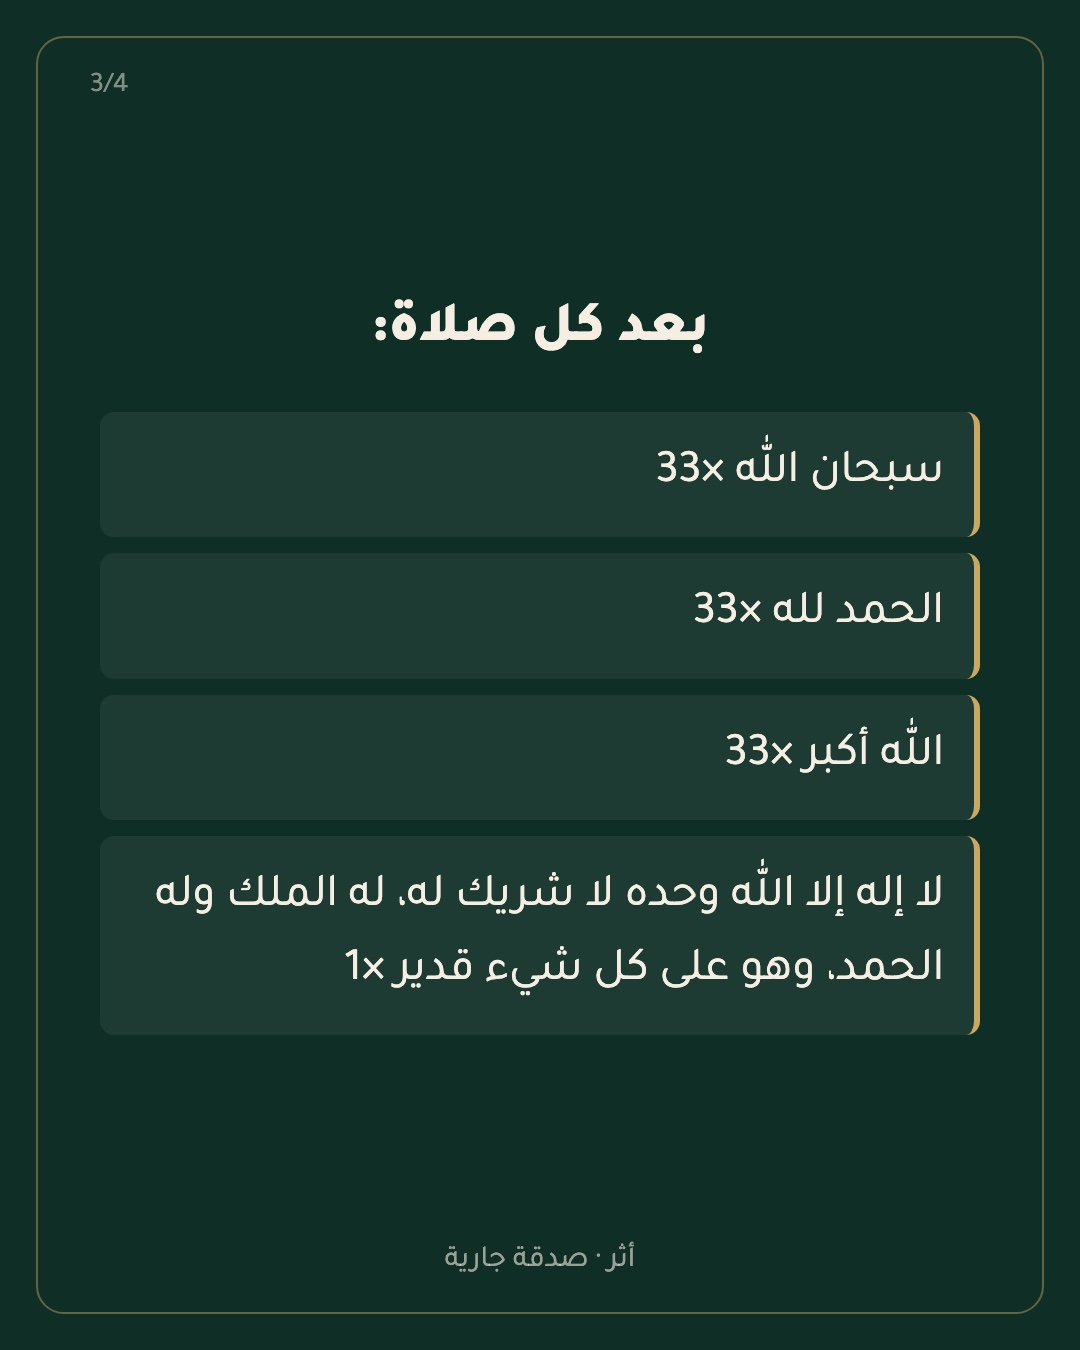 3/4
بعد كل صلاة:
سبحان الله ×33
الحمد لله ×33
الله أكبر ×33
لا إله إلا الله وحده لا شريك له، له الملك وله
الحمد، وهو على كل شيء قدير ×1
أثر · صدقة جارية